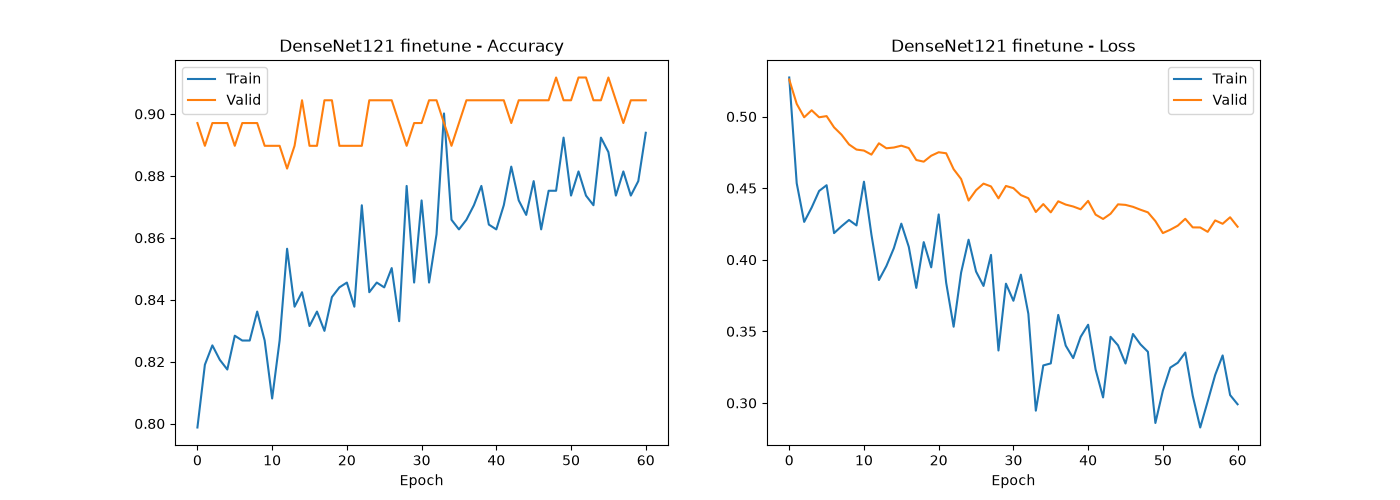 DenseNet121 finetune - Accuracy
Train
Valid
0.90
0.88
0.86
0.84
0.82
0.80
0 10 20 30 40 50 60
Epoch
DenseNet121 finetune - Loss
Train
Valid
0.50
0.45
0.40
0.35
0.30
0 10 20 30 40 50 60
Epoch